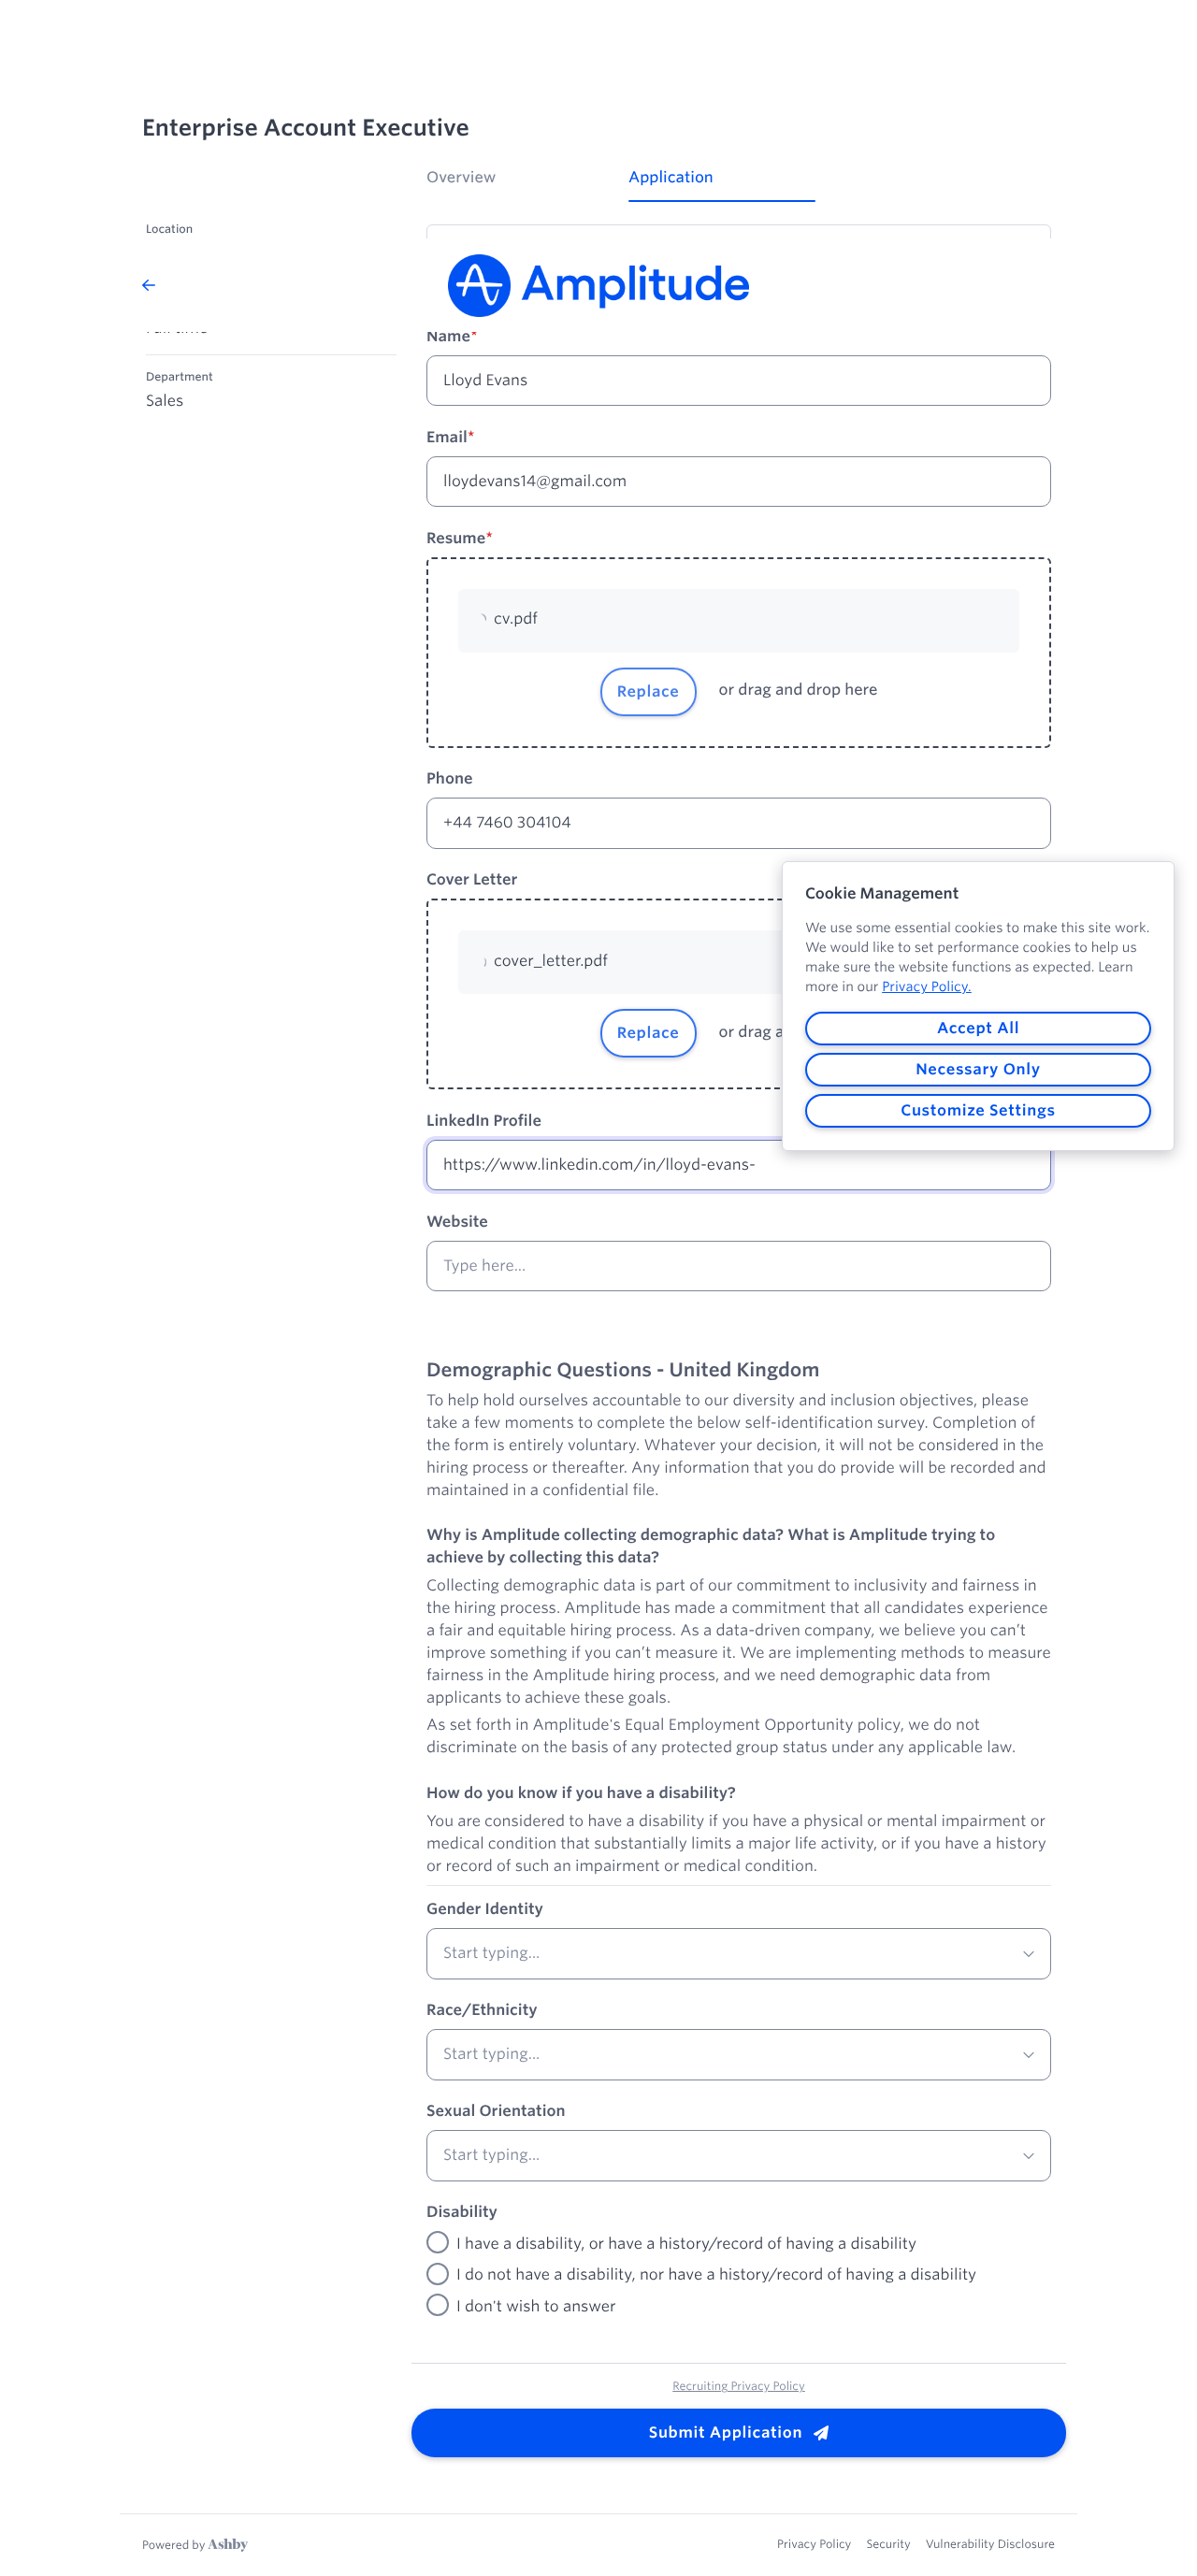 Enterprise Account Executive
Overview
Application
Location
Amplitude
Name*
Lloyd Evans
Department
Sales
Email*
lloydevans14@gmail.com
Resume*
cv.pdf
Replace
or drag and drop here
Phone
+44 7460 304104
Cover Letter
cover_letter.pdf
Replace
or drag a
Cookie Management
We use some essential cookies to make this site work.
We would like to set performance cookies to help us
make sure the website functions as expected. Learn
more in our Privacy Policy.
Accept All
Necessary Only
Customize Settings
LinkedIn Profile
https://www.linkedin.com/in/lloyd-evans-
Website
Type here...
Demographic Questions - United Kingdom
To help hold ourselves accountable to our diversity and inclusion objectives, please
take a few moments to complete the below self-identification survey. Completion of
the form is entirely voluntary. Whatever your decision, it will not be considered in the
hiring process or thereafter. Any information that you do provide will be recorded and
maintained in a confidential file.
Why is Amplitude collecting demographic data? What is Amplitude trying to
achieve by collecting this data?
Collecting demographic data is part of our commitment to inclusivity and fairness in
the hiring process. Amplitude has made a commitment that all candidates experience
a fair and equitable hiring process. As a data-driven company, we believe you can’t
improve something if you can’t measure it. We are implementing methods to measure
fairness in the Amplitude hiring process, and we need demographic data from
applicants to achieve these goals.
As set forth in Amplitude's Equal Employment Opportunity policy, we do not
discriminate on the basis of any protected group status under any applicable law.
How do you know if you have a disability?
You are considered to have a disability if you have a physical or mental impairment or
medical condition that substantially limits a major life activity, or if you have a history
or record of such an impairment or medical condition.
Gender Identity
Start typing...
Race/Ethnicity
Start typing...
Sexual Orientation
Start typing...
Disability
I have a disability, or have a history/record of having a disability
I do not have a disability, nor have a history/record of having a disability
I don't wish to answer
Recruiting Privacy Policy
Submit Application
Powered by Ashby
Privacy Policy
Security
Vulnerability Disclosure